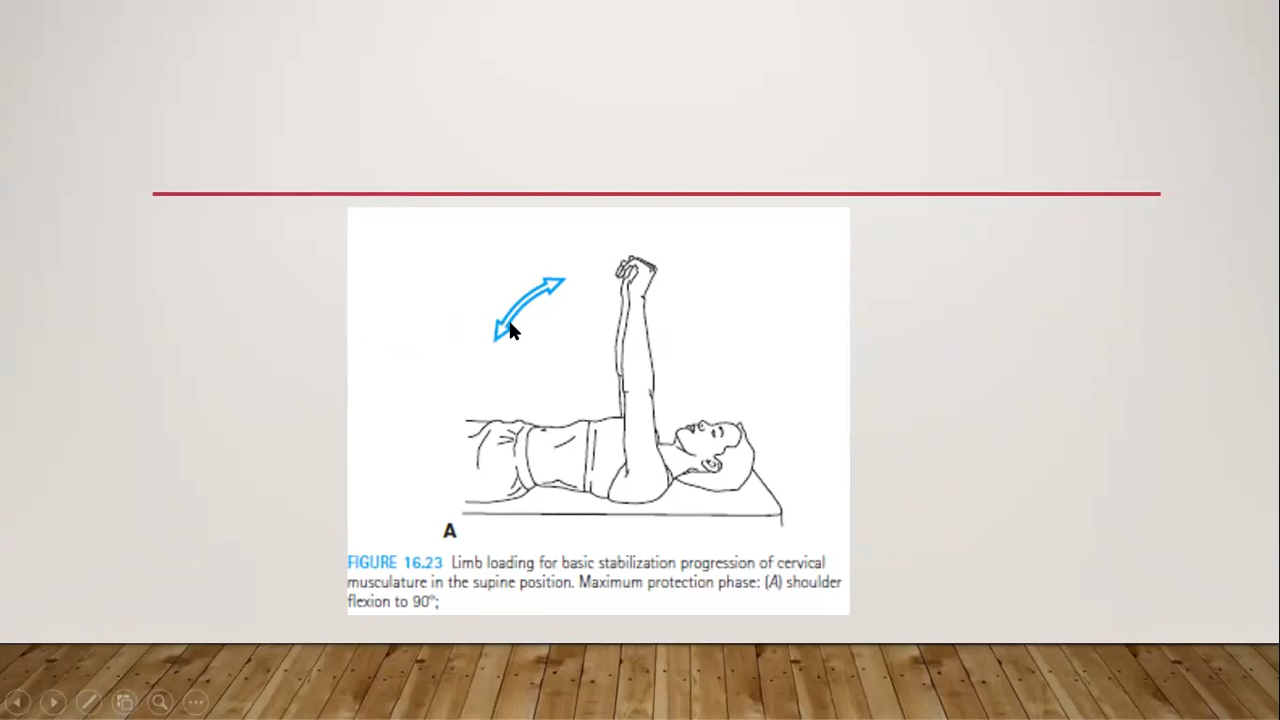 A
FIGURE 16.23 Limb loading for basic stabilization progression of cervical
musculature in the supine position. Maximum protection phase: (A) shoulder
flexion to 90°;